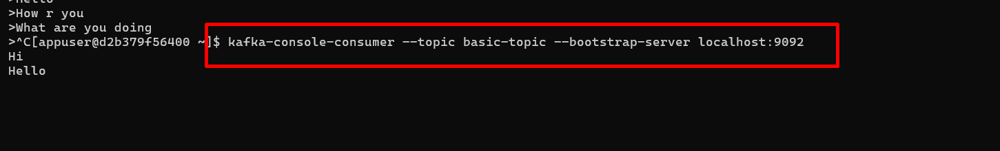 >Hello
>How r you
>What are you doing
>^C[appuser@d2b379f56400 ~]$ kafka-console-consumer --topic basic-topic --bootstrap-server localhost:9092
Hi
Hello